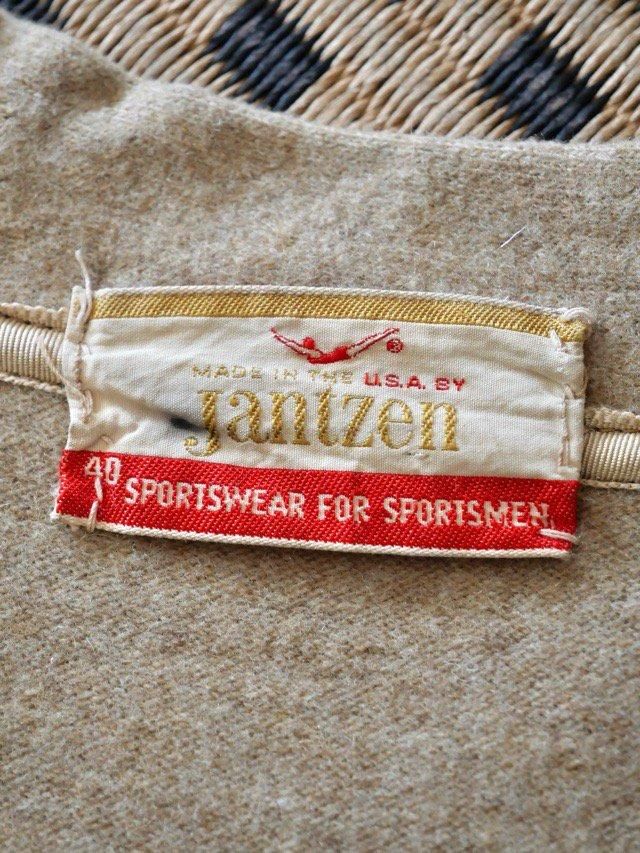 ®
MADE IN THE U.S.A. BY
Jantzen
40 SPORTSWEAR FOR SPORTSMEN